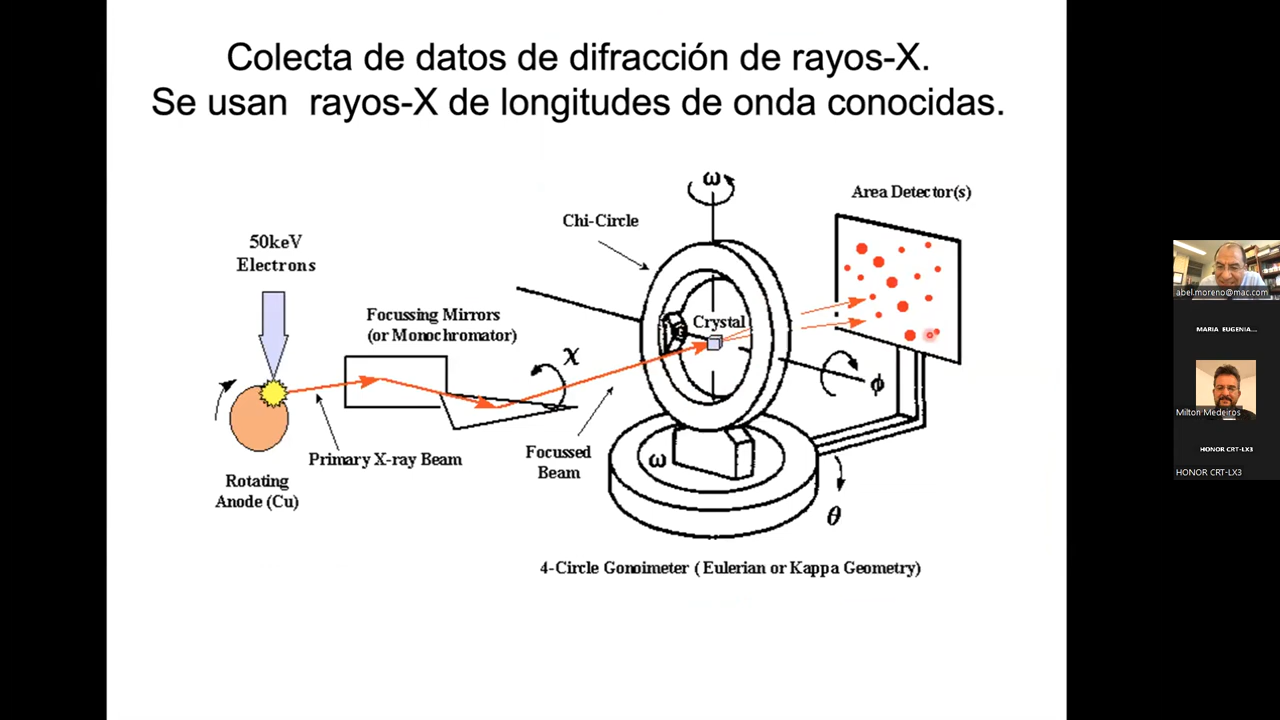 Colecta de datos de difracción de rayos-X.
Se usan rayos-X de longitudes de onda conocidas.
ω
Area Detector(s)
Chi-Circle
50keV
Electrons
Focussing Mirrors
(or Monochromator)
Crystal
χ
ϕ
Primary X-ray Beam
Focussed
Beam
ω
Rotating
Anode (Cu)
θ
4-Circle Gonoimeter ( Eulerian or Kappa Geometry)
abel.moreno@mac.com
MARIA EUGENIA...
Milton Medeiros
HONOR CRT-LX3
HONOR CRT-LX3